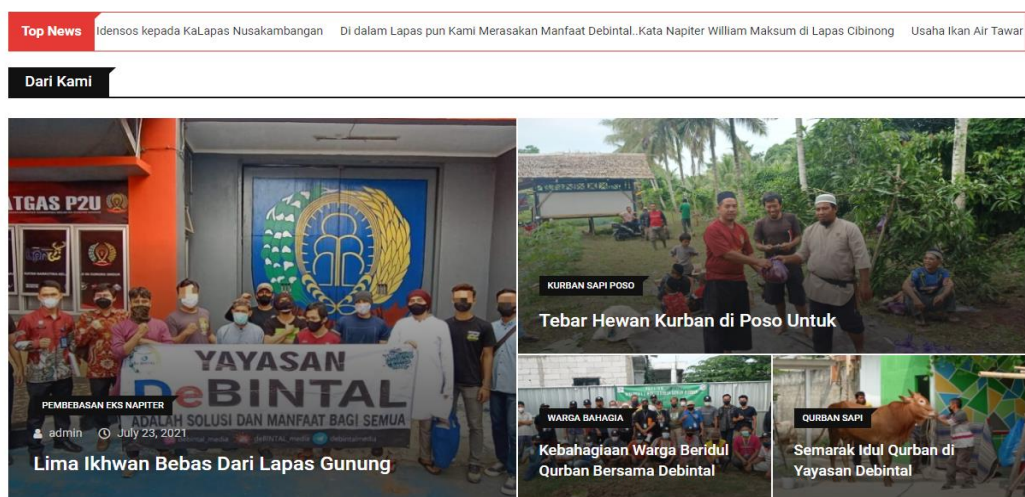 Top News
Idensos kepada KaLapas Nusakambangan Di dalam Lapas pun Kami Merasakan Manfaat Debintal..Kata Napiter William Maksum di Lapas Cibinong Usaha Ikan Air Tawar
Dari Kami
TGAS P2U
YAYASAN
DeBINTAL
ADALAH SOLUSI DAN MANFAAT BAGI SEMUA
deBINTAL_media debintalmedia
PEMBEBASAN EKS NAPITER
admin July 23, 2021
Lima Ikhwan Bebas Dari Lapas Gunung
KURBAN SAPI POSO
Tebar Hewan Kurban di Poso Untuk
WARGA BAHAGIA
Kebahagiaan Warga Beridul
Qurban Bersama Debintal
QURBAN SAPI
Semarak Idul Qurban di
Yayasan Debintal